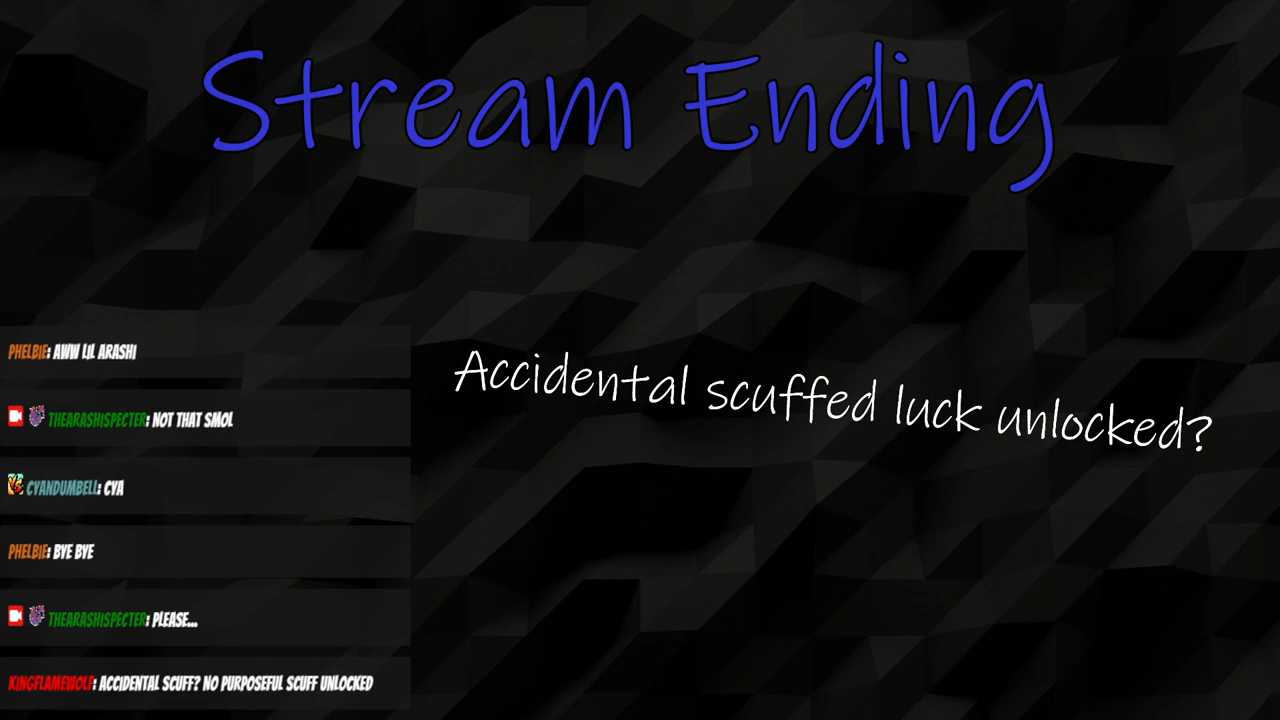 Stream Ending
Accidental scuffed luck unlocked?
PHELBIE: AWW LIL ARASHI
THEARASHISPECTER: NOT THAT SMOL
CYANDUMBELL: CYA
PHELBIE: BYE BYE
THEARASHISPECTER: PLEASE...
KINGFLAMEWOLF: ACCIDENTAL SCUFF? NO PURPOSEFUL SCUFF UNLOCKED